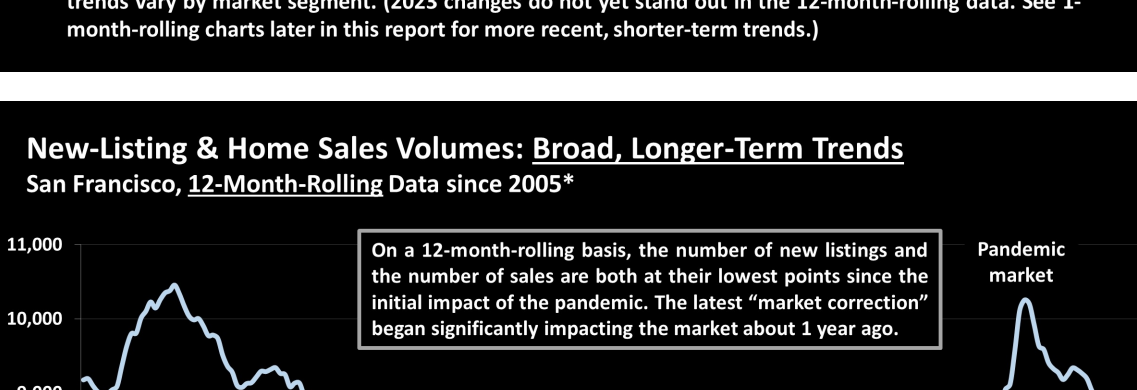 trends vary by market segment. (2023 changes do not yet stand out in the 12-month-rolling data. See 1-
month-rolling charts later in this report for more recent, shorter-term trends.)
New-Listing & Home Sales Volumes: Broad, Longer-Term Trends
San Francisco, 12-Month-Rolling Data since 2005*
11,000
On a 12-month-rolling basis, the number of new listings and
the number of sales are both at their lowest points since the
initial impact of the pandemic. The latest “market correction”
began significantly impacting the market about 1 year ago.
Pandemic
market
10,000
9,000